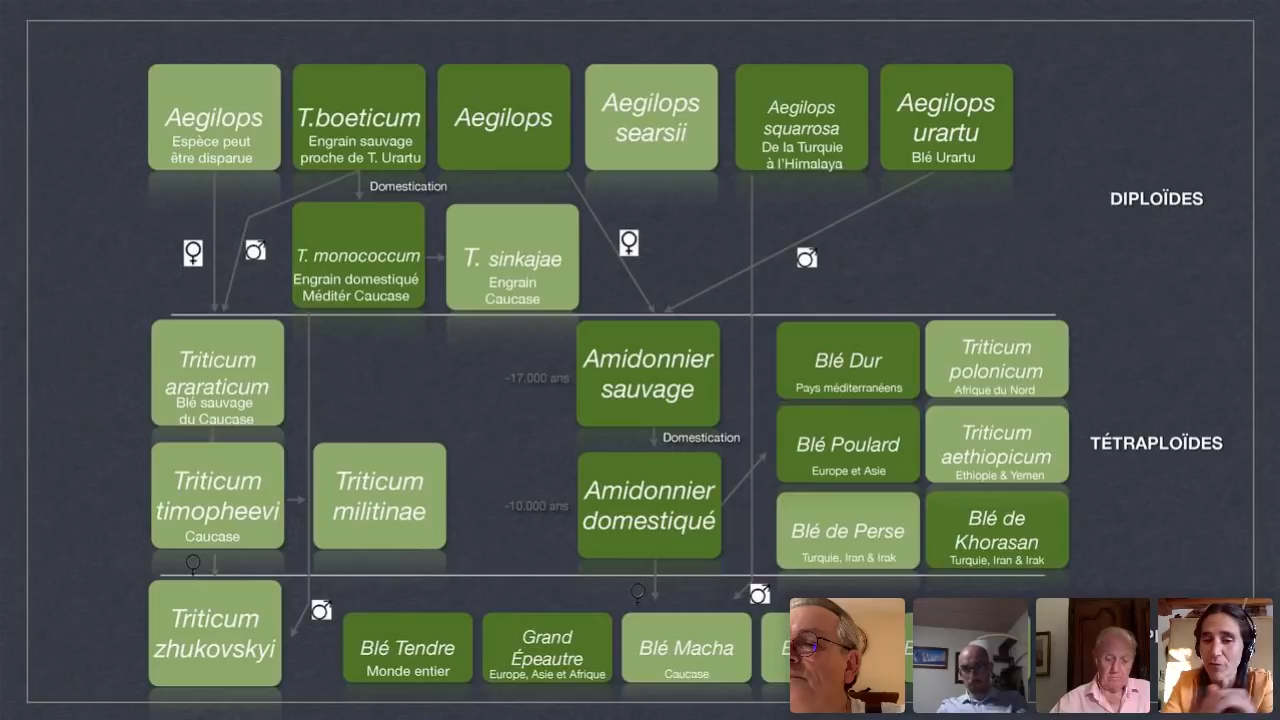 Aegilops
Espèce peut
être disparue
T.boeticum
Engrain sauvage
proche de T. Urartu
Aegilops
Aegilops
searsii
Aegilops
squarrosa
De la Turquie
à l'Himalaya
Aegilops
urartu
Blé Urartu
Domestication
DIPLOÏDES
T. monococcum
Engrain domestiqué
Méditér Caucase
T. sinkajae
Engrain
Caucase
Triticum
araraticum
Blé sauvage
du Caucase
-17.000 ans
Amidonnier
sauvage
Blé Dur
Pays méditerranéens
Triticum
polonicum
Afrique du Nord
Domestication
Blé Poulard
Europe et Asie
Triticum
aethiopicum
Ethiopie & Yemen
TÉTRAPLOÏDES
Triticum
timopheevi
Caucase
Triticum
militinae
-10.000 ans
Amidonnier
domestiqué
Blé de Perse
Turquie, Iran & Irak
Blé de
Khorasan
Turquie, Iran & Irak
Triticum
zhukovskyi
Blé Tendre
Monde entier
Grand
Épeautre
Europe, Asie et Afrique
Blé Macha
Caucase